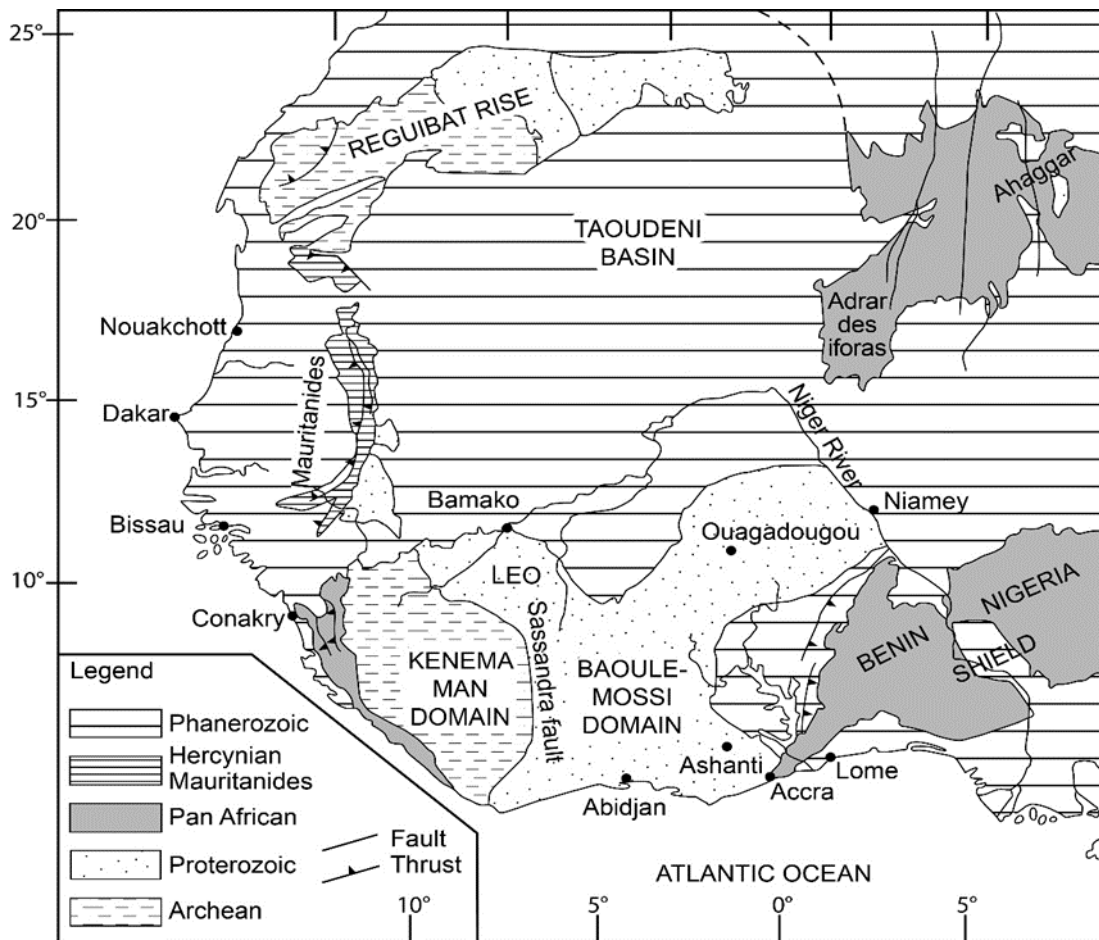 25°
REGUIBAT RISE
Ahaggar
20°
TAOUDENI
BASIN
Adrar
des
iforas
Nouakchott
15°
Mauritanides
Niger River
Dakar
Bamako
Niamey
Bissau
Ouagadougou
10°
LEO
NIGERIA
Conakry
Sassandra fault
BENIN
SHIELD
KENEMA
MAN
DOMAIN
BAOULE-
MOSSI
DOMAIN
Ashanti
Lome
Accra
Abidjan
ATLANTIC OCEAN
Legend
Phanerozoic
Hercynian
Mauritanides
Pan African
Proterozoic
Archean
Fault
Thrust
10°
5°
0°
5°